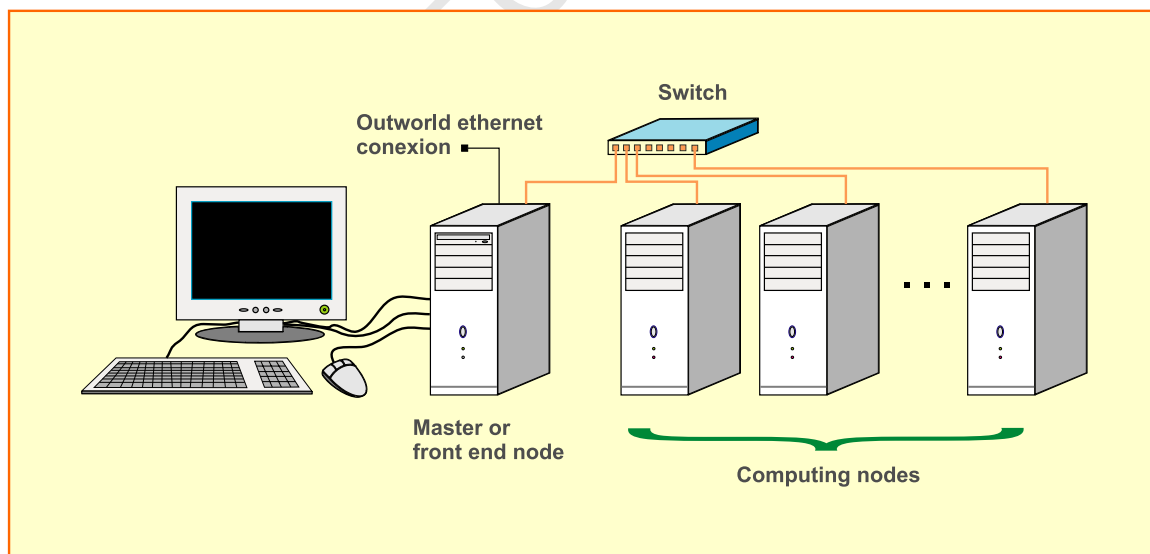 Switch
Outworld ethernet
conexion
Master or
front end node
Computing nodes